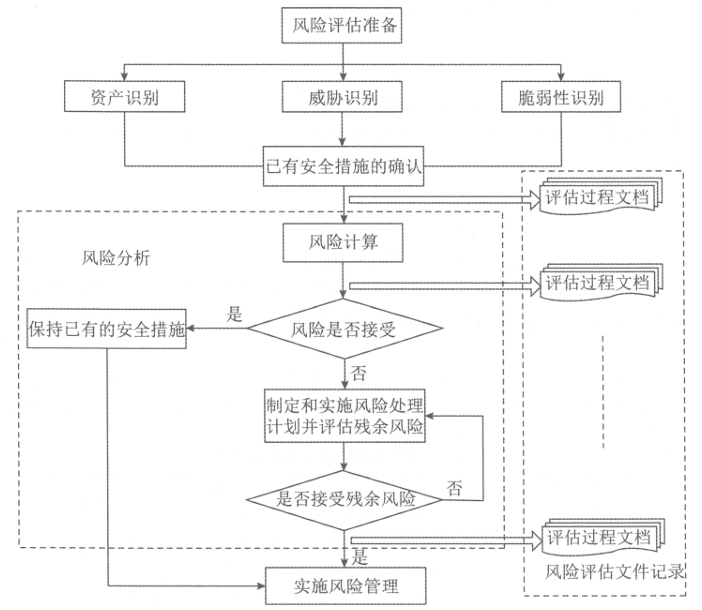 风险评估准备
资产识别
威胁识别
脆弱性识别
已有安全措施的确认
评估过程文档
风险计算
风险分析
评估过程文档
是
保持已有的安全措施
风险是否接受
否
制定和实施风险处理
计划并评估残余风险
是否接受残余风险
否
评估过程文档
是
风险评估文件记录
实施风险管理